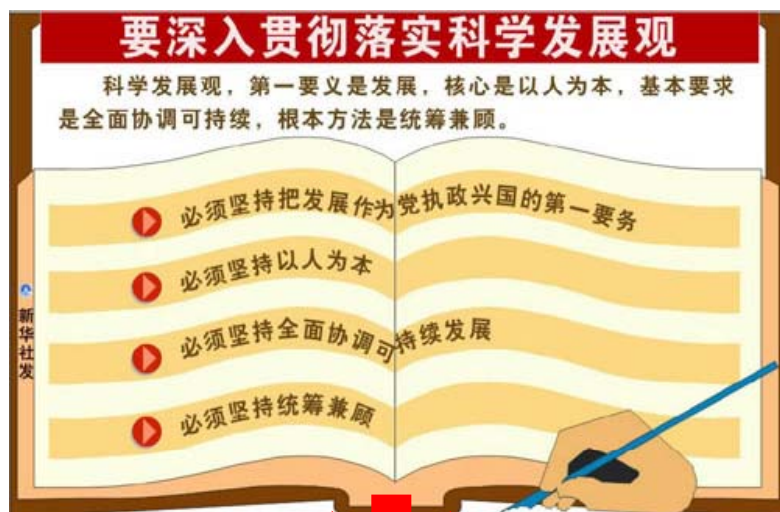 要深入贯彻落实科学发展观
科学发展观，第一要义是发展，核心是以人为本，基本要求
是全面协调可持续，根本方法是统筹兼顾。
必须坚持把发展作为党执政兴国的第一要务
必须坚持以人为本
必须坚持全面协调可持续发展
必须坚持统筹兼顾
新华社发